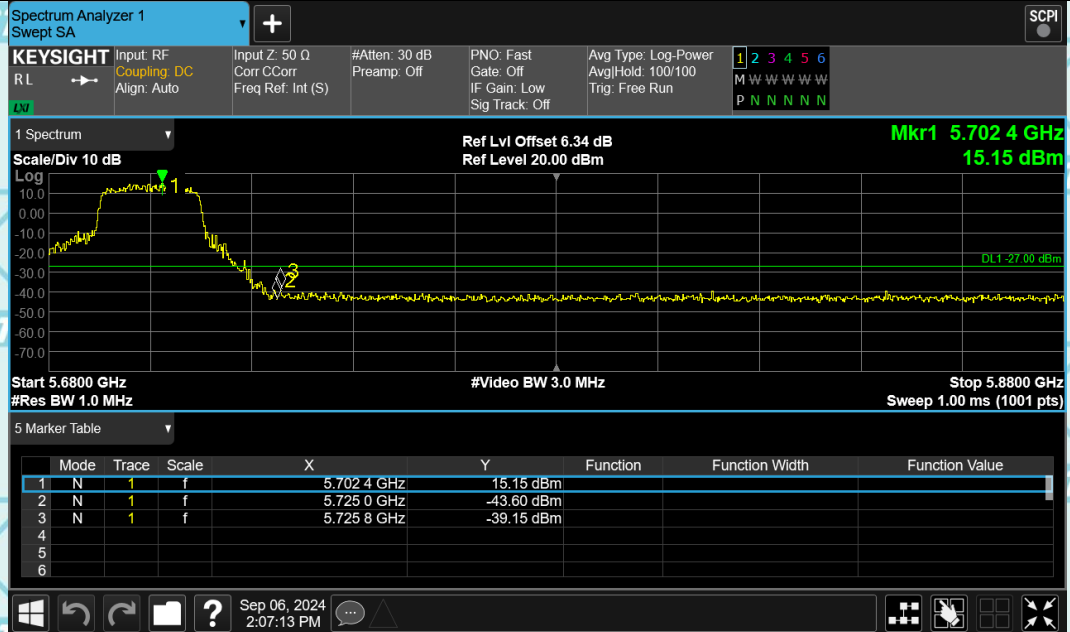 Spectrum Analyzer 1
Swept SA
SCPI
KEYSIGHT
RL
LXI
Input: RF
Coupling: DC
Align: Auto
Input Z: 50 Ω
Corr CCorr
Freq Ref: Int (S)
#Atten: 30 dB
Preamp: Off
PNO: Fast
Gate: Off
IF Gain: Low
Sig Track: Off
Avg Type: Log-Power
Avg|Hold: 100/100
Trig: Free Run
1 2 3 4 5 6
M W W W W W
P N N N N N
1 Spectrum
Scale/Div 10 dB
Ref Lvl Offset 6.34 dB
Ref Level 20.00 dBm
Mkr1 5.702 4 GHz
15.15 dBm
Log
10.0
0.00
-10.0
-20.0
-30.0
-40.0
-50.0
-60.0
-70.0
1
3
2
DL1 -27.00 dBm
Start 5.6800 GHz
#Video BW 3.0 MHz
Stop 5.8800 GHz
#Res BW 1.0 MHz
Sweep 1.00 ms (1001 pts)
5 Marker Table
Mode Trace Scale X Y Function Function Width Function Value
1 N 1 f 5.702 4 GHz 15.15 dBm
2 N 1 f 5.725 0 GHz -43.60 dBm
3 N 1 f 5.725 8 GHz -39.15 dBm
4
5
6
?
Sep 06, 2024
2:07:13 PM